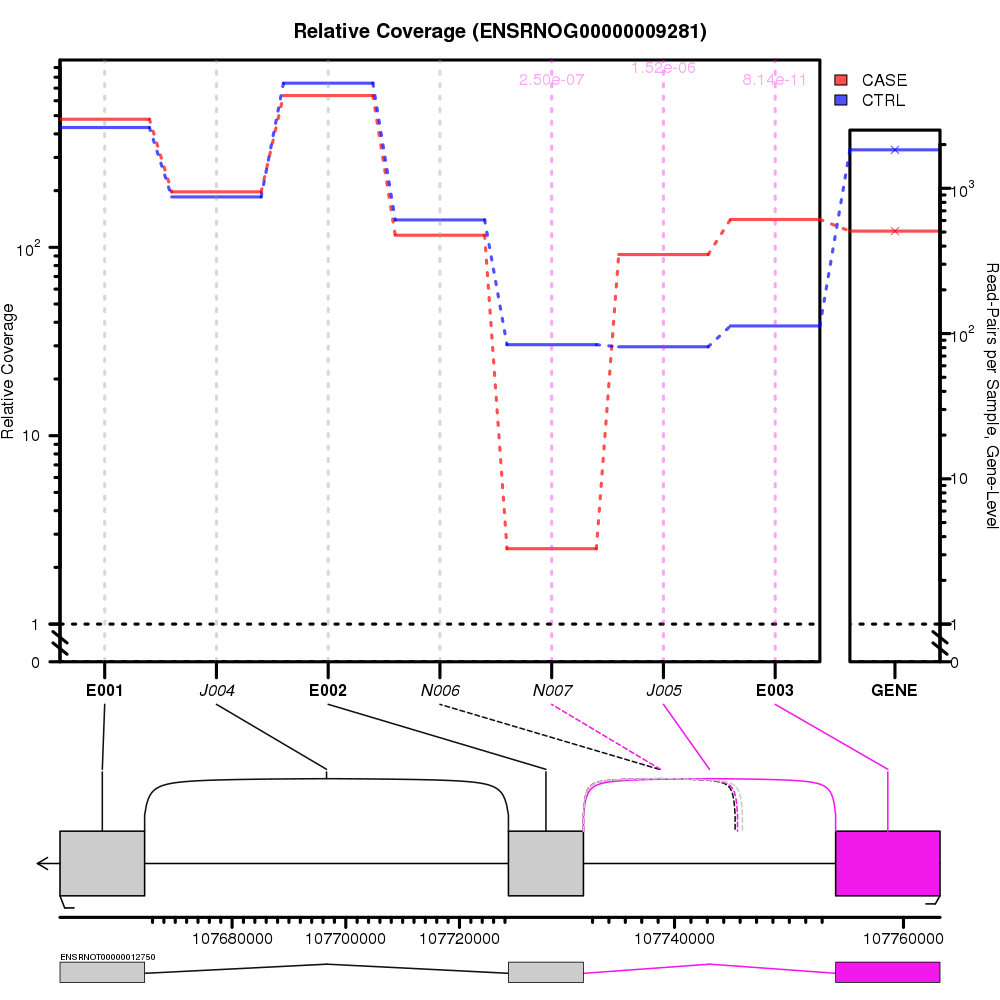 Relative Coverage (ENSRNOG00000009281)
2.50e-07
1.52e-06
8.14e-11
CASE
CTRL
Relative Coverage
10²
10
1
0
10³
10²
10
1
0
Read-Pairs per Sample, Gene-Level
E001 J004 E002 N006 N007 J005 E003 GENE
107680000 107700000 107720000 107740000 107760000
ENSRNOT00000012750